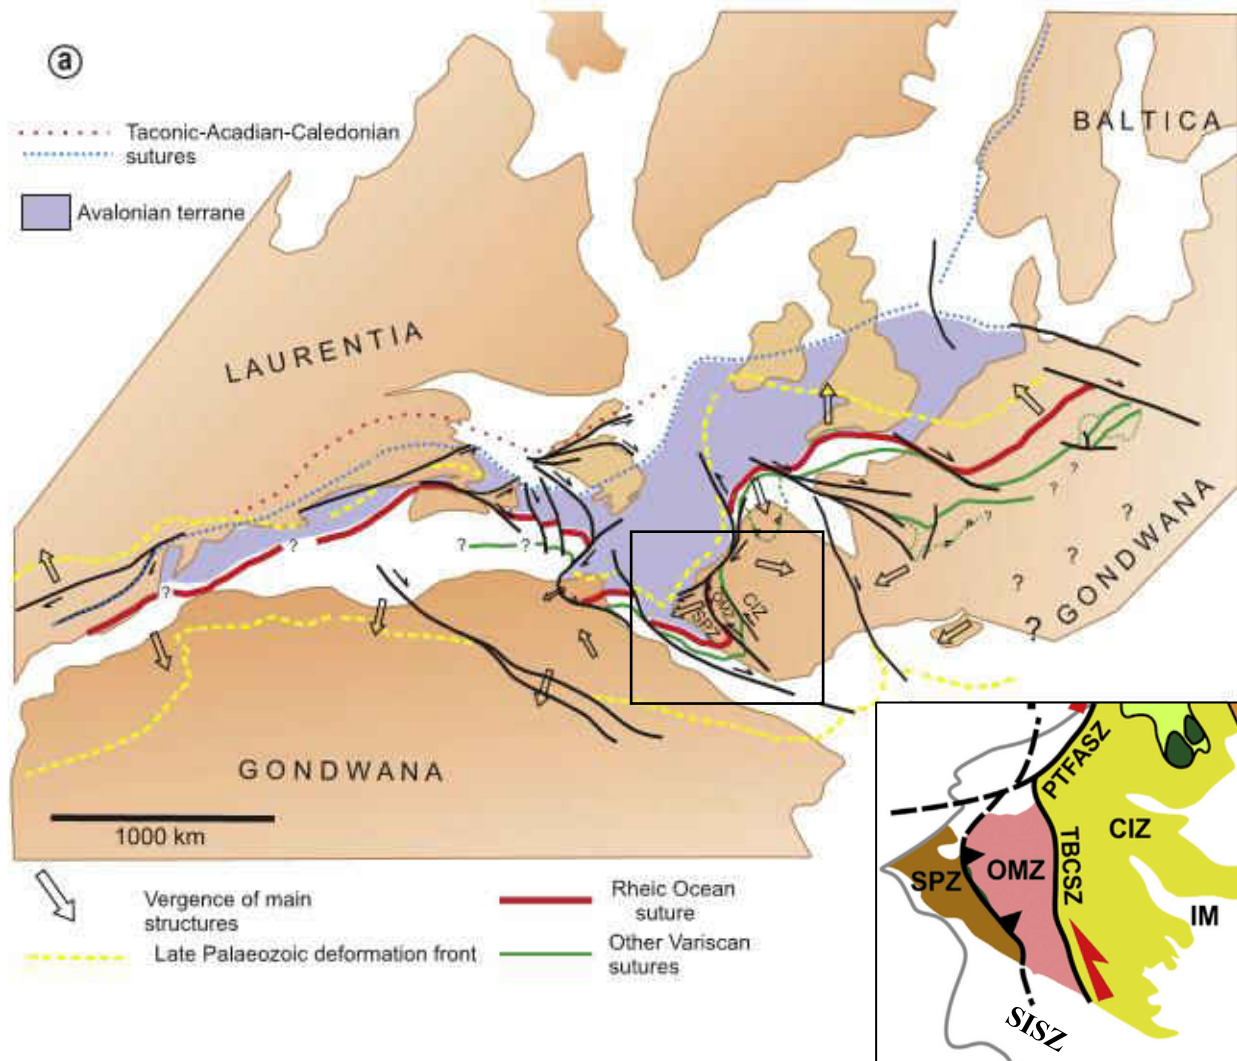 a
Taconic-Acadian-Caledonian
sutures
Avalonian terrane
BALTICA
LAURENTIA
GONDWANA
?
?
?
?
?
?
?
?
?
?
?
CIZ
OMZ
SPZ
GONDWANA
1000 km
Vergence of main
structures
Late Palaeozoic deformation front
Rheic Ocean
suture
Other Variscan
sutures
PTFASZ
TBCSZ
CIZ
OMZ
SPZ
IM
SISZ